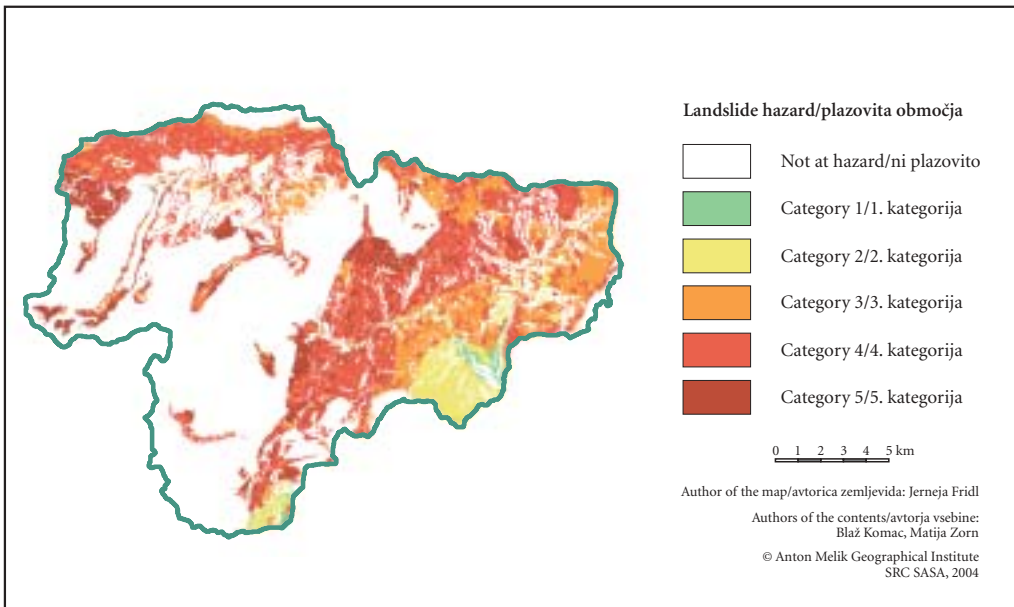 Landslide hazard/plazovita območja
Not at hazard/ni plazovito
Category 1/1. kategorija
Category 2/2. kategorija
Category 3/3. kategorija
Category 4/4. kategorija
Category 5/5. kategorija
0 1 2 3 4 5 km
Author of the map/avtorica zemljevida: Jerneja Fridl
Authors of the contents/avtorja vsebine:
Blaž Komac, Matija Zorn
© Anton Melik Geographical Institute
SRC SASA, 2004